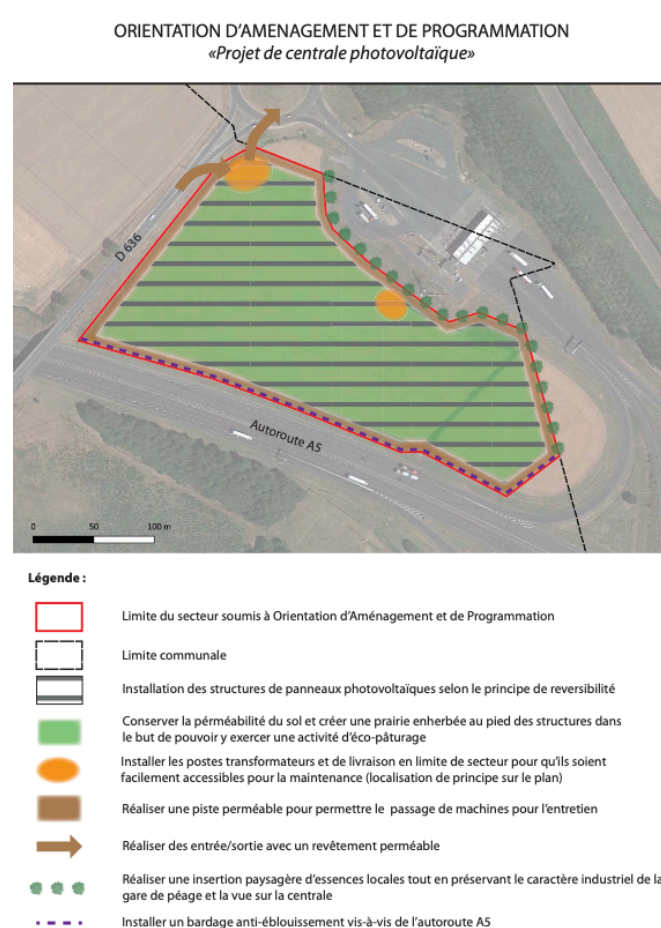 ORIENTATION D’AMENAGEMENT ET DE PROGRAMMATION
«Projet de centrale photovoltaïque»
D 636
Autoroute A5
0 50 100 m
Légende :
Limite du secteur soumis à Orientation d’Aménagement et de Programmation
Limite communale
Installation des structures de panneaux photovoltaïques selon le principe de reversibilité
Conserver la pérméabilité du sol et créer une prairie enherbée au pied des structures dans
le but de pouvoir y exercer une activité d’éco-pâturage
Installer les postes transformateurs et de livraison en limite de secteur pour qu’ils soient
facilement accessibles pour la maintenance (localisation de principe sur le plan)
Réaliser une piste perméable pour permettre le passage de machines pour l’entretien
Réaliser des entrée/sortie avec un revêtement perméable
Réaliser une insertion paysagère d’essences locales tout en préservant le caractère industriel de la
gare de péage et la vue sur la centrale
Installer un bardage anti-éblouissement vis-à-vis de l’autoroute A5